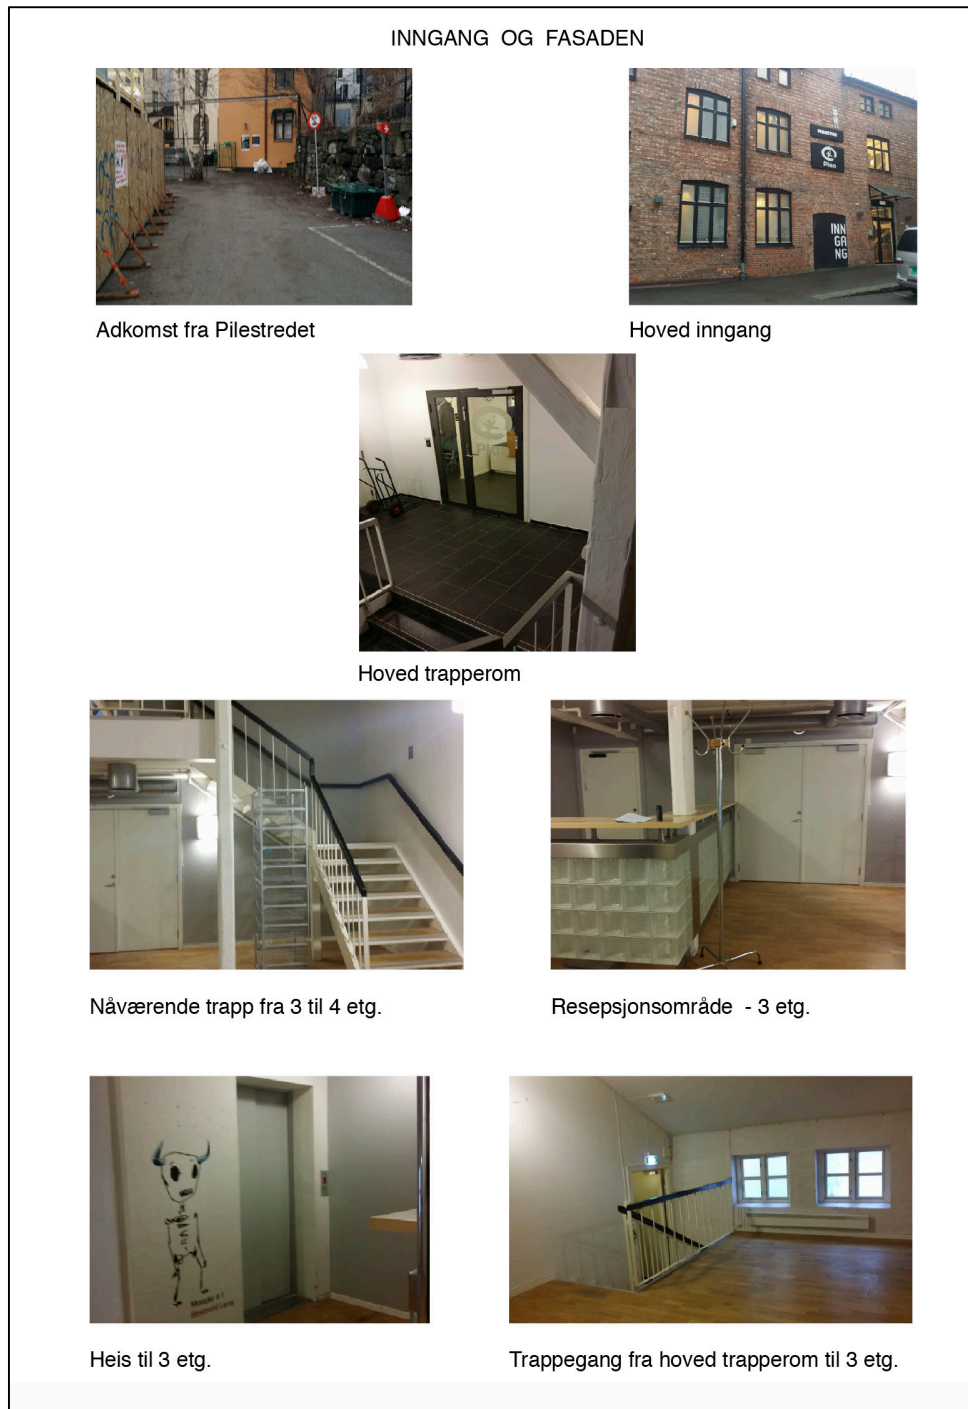 INNGANG OG FASADEN
Plan
INN
GA
NG
Adkomst fra Pilestredet
Hoved inngang
Plan
Hoved trapperom
Nåværende trapp fra 3 til 4 etg.
Resepsjonsområde - 3 etg.
Heis til 3 etg.
Trappegang fra hoved trapperom til 3 etg.